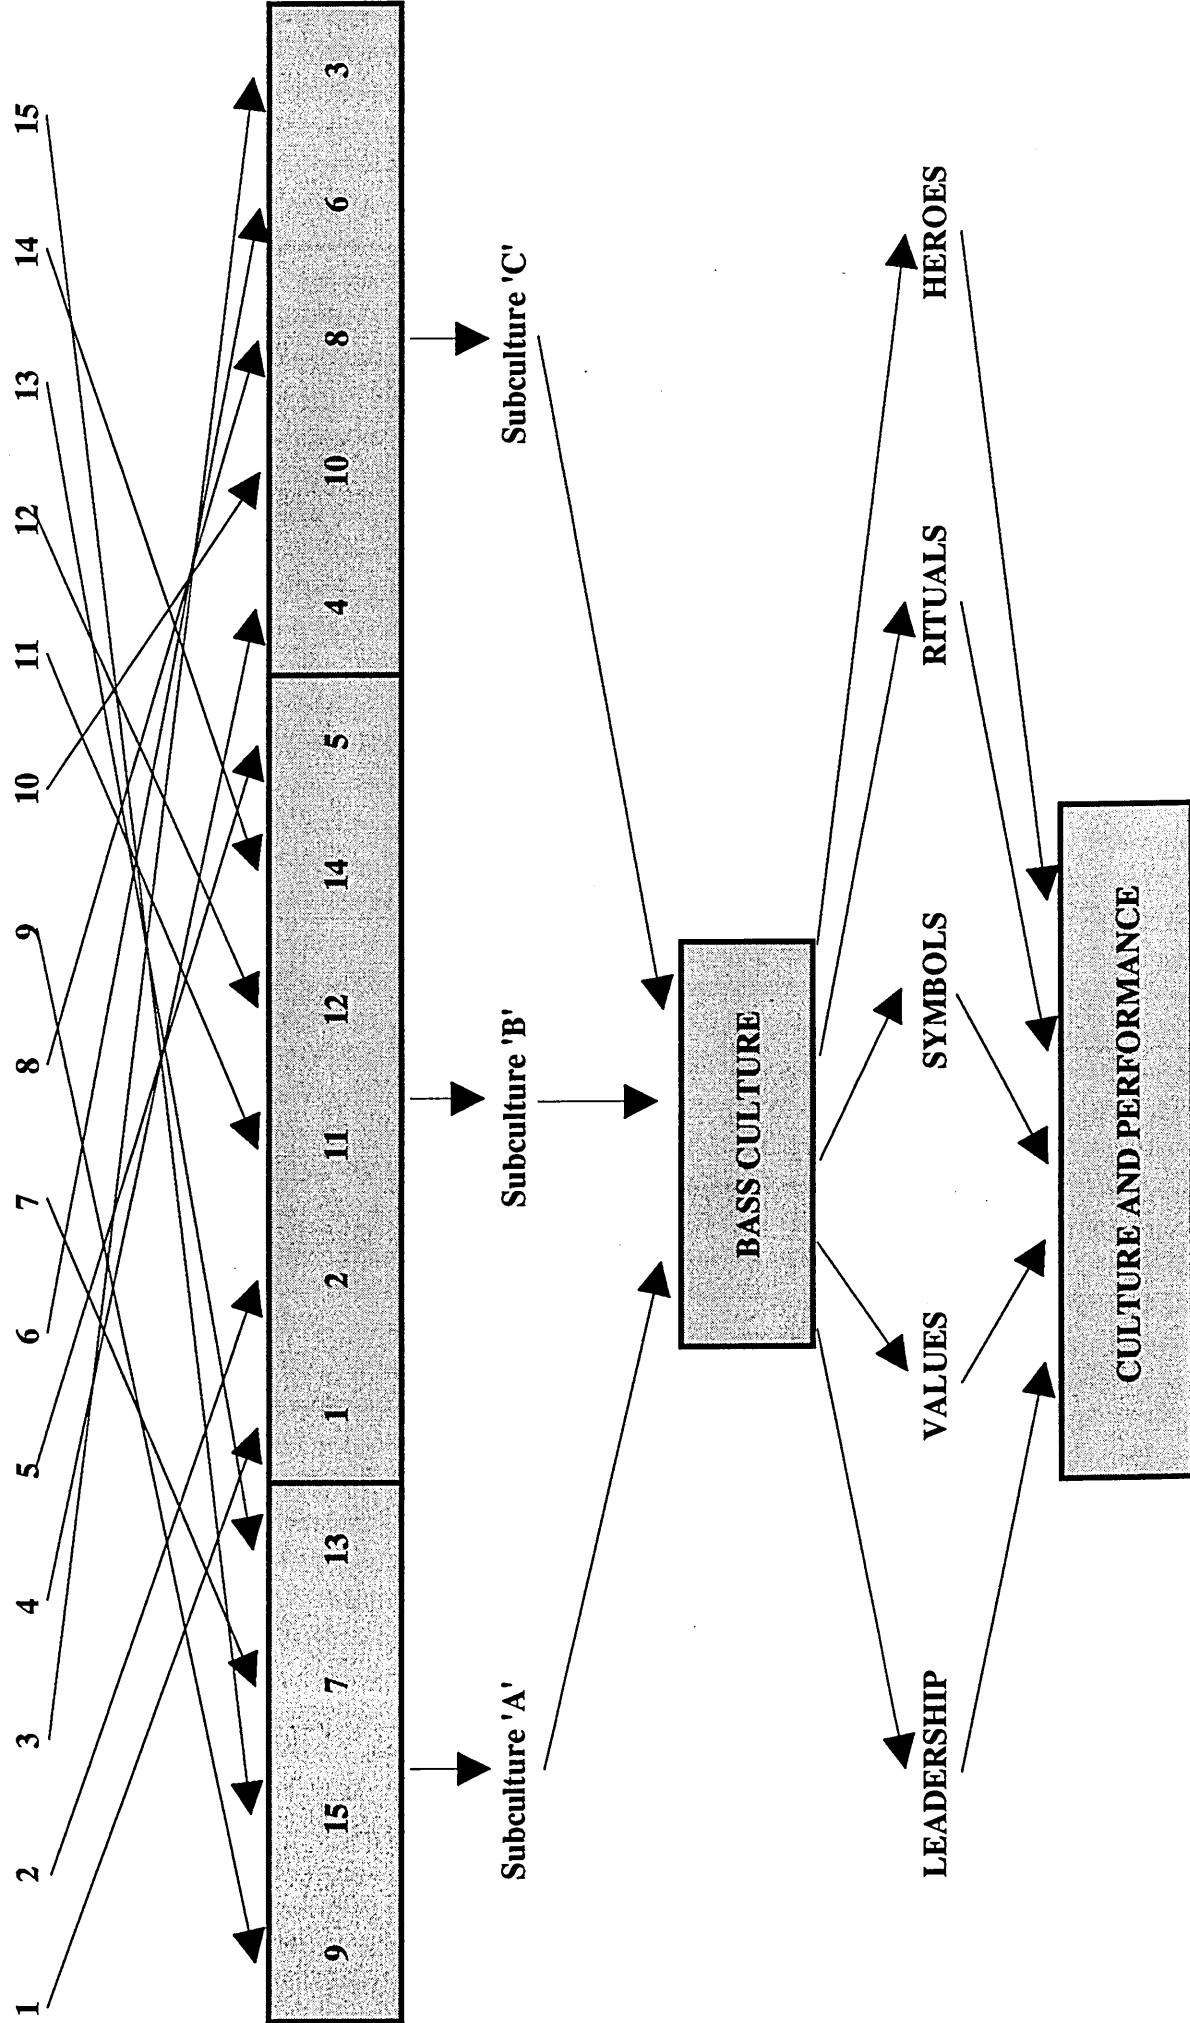 1 2 3 4 5 6 7 8 9 10 11 12 13 14 15
9 15 7 13 1 2 11 12 14 5 4 10 8 6 3
Subculture 'A' Subculture 'B' Subculture 'C'
BASS CULTURE
LEADERSHIP VALUES SYMBOLS RITUALS HEROES
CULTURE AND PERFORMANCE